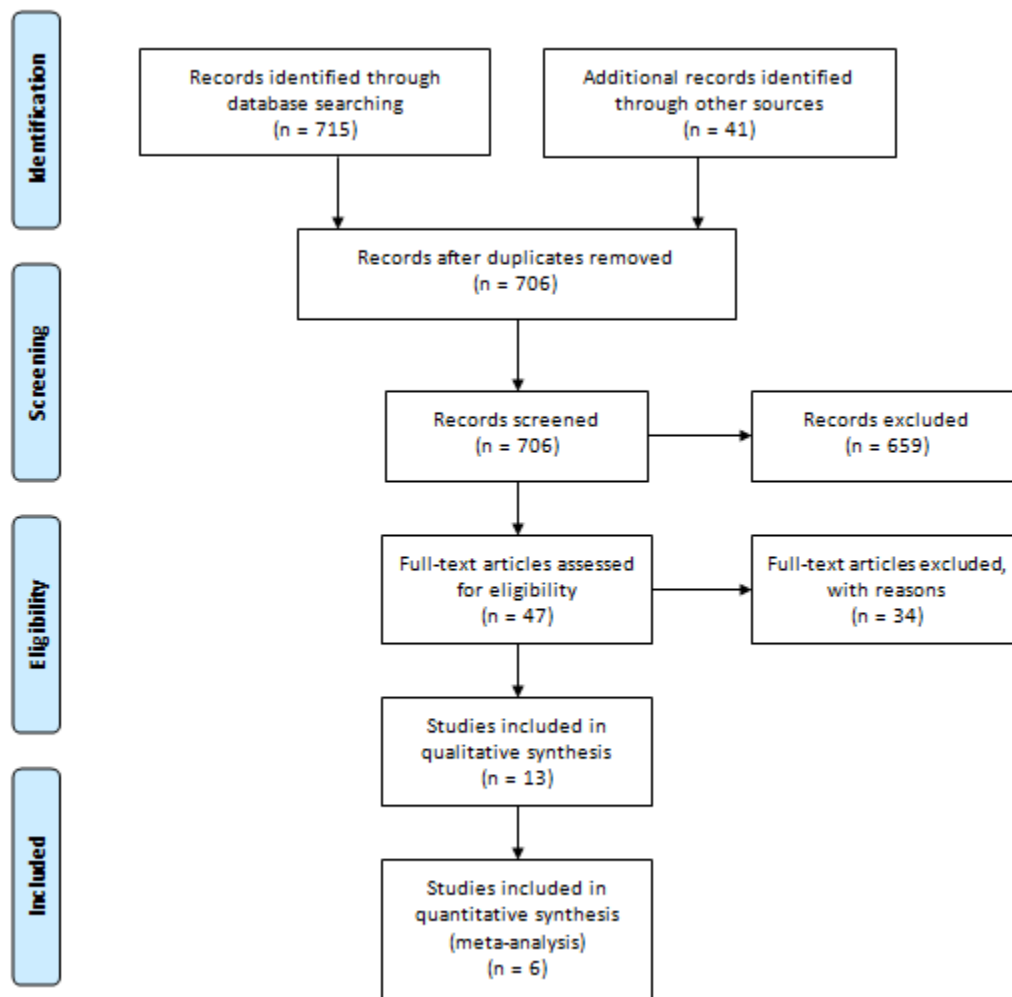 Identification
Records identified through
database searching
(n = 715)
Additional records identified
through other sources
(n = 41)
Records after duplicates removed
(n = 706)
Screening
Records screened
(n = 706)
Records excluded
(n = 659)
Eligibility
Full-text articles assessed
for eligibility
(n = 47)
Full-text articles excluded,
with reasons
(n = 34)
Studies included in
qualitative synthesis
(n = 13)
Included
Studies included in
quantitative synthesis
(meta-analysis)
(n = 6)